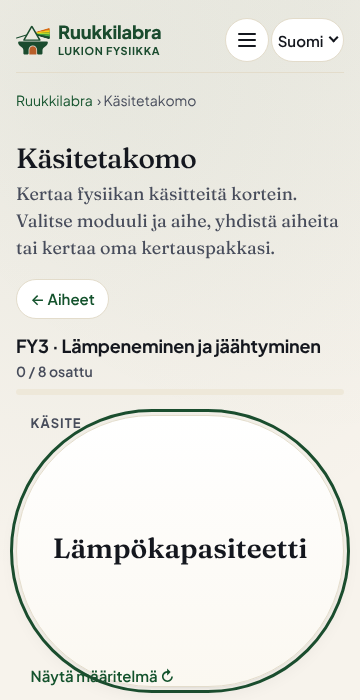 Ruukkilabra
LUKION FYSIIKKA
Suomi
Ruukkilabra › Käsitetakomo
Käsitetakomo
Kertaa fysiikan käsitteitä kortein.
Valitse moduuli ja aihe, yhdistä aiheita
tai kertaa oma kertauspakkasi.
← Aiheet
FY3 · Lämpeneminen ja jäähtyminen
0 / 8 osattu
KÄSITE
Lämpökapasiteetti
Näytä määritelmä ↻